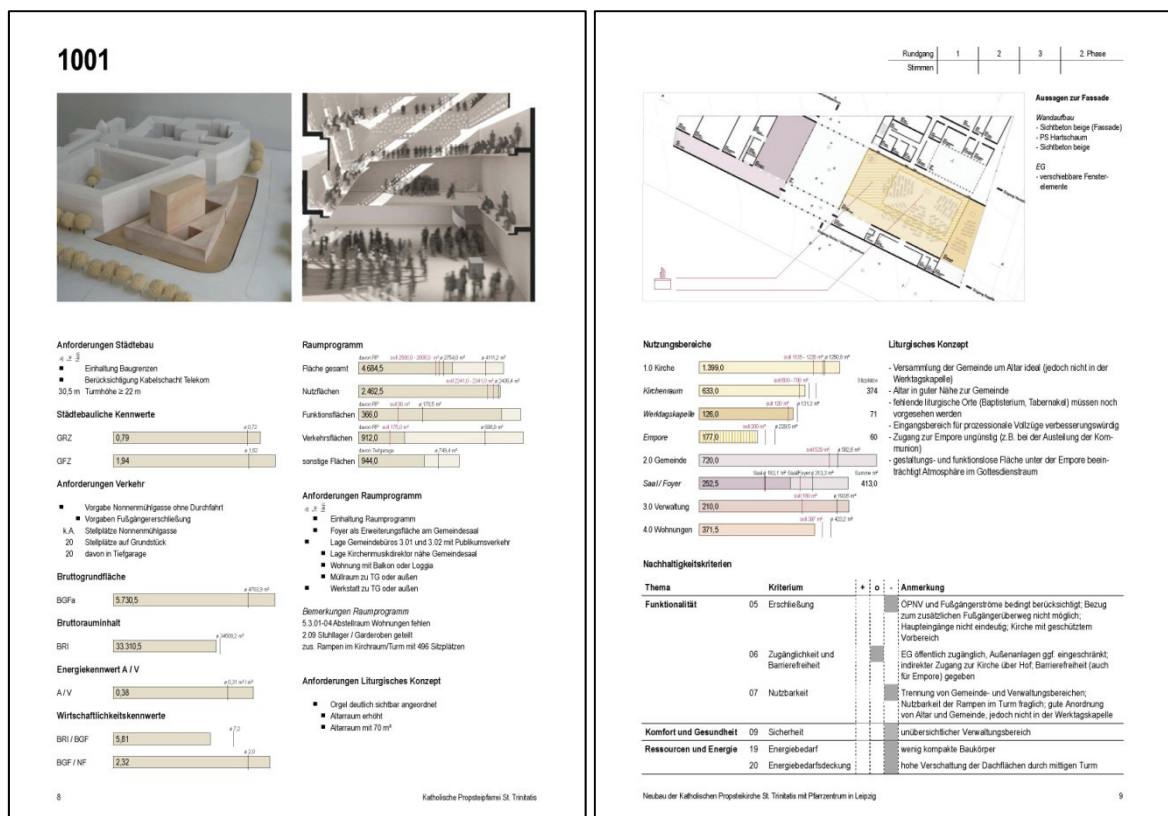 1001
Anforderungen Städtebau
Einhaltung Baugrenzen
Berücksichtigung Kabelschacht Telekom
30,5 m Turmhöhe ≥ 22 m
Städtebauliche Kennwerte
ø 0,72
GRZ 0,79
GFZ 1,94
Anforderungen Verkehr
Vorgabe Nonnenmühlgasse ohne Durchfahrt
Vorgaben Fußgängererschließung
k.A. Stellplätze Nonnenmühlgasse
20 Stellplätze auf Grundstück
20 davon in Tiefgarage
Bruttogrundfläche
BGFa 5.730,5
Bruttorauminhalt
BRI 33.310,5
Energiekennwert A / V
A / V 0,38
Wirtschaftlichkeitskennwerte
ø 7,2
BRI / BGF 5,81
BGF / NF 2,32
8
Raumprogramm
Fläche gesamt 4.684,5
Nutzflächen 2.462,5
Funktionsflächen 366,0
Verkehrsflächen 912,0
davon Tiefgarage
sonstige Flächen 944,0
Anforderungen Raumprogramm
Einhaltung Raumprogramm
Foyer als Erweiterungsfläche am Gemeindesaal
Lage Gemeindebüros 3.01 und 3.02 mit Publikumsverkehr
Lage Kirchenmusikdirektor nähe Gemeindesaal
Wohnung mit Balkon oder Loggia
Müllraum zu TG oder außen
Werkstatt zu TG oder außen
Bemerkungen Raumprogramm
5.3.01-04 Abstellraum Wohnungen fehlen
2.09 Stuhllager / Garderoben geteilt
zus. Rampen im Kirchraum/Turm mit 496 Sitzplätzen
Anforderungen Liturgisches Konzept
Orgel deutlich sichtbar angeordnet
Altarraum erhöht
Altarraum mit 70 m²
Katholische Propsteipfarrei St. Trinitatis
Rundgang 1 2 3 2. Phase
Stimmen
Aussagen zur Fassade
Wandaufbau
- Sichtbeton beige (Fassade)
- PS Hartschaum
- Sichtbeton beige
EG
- verschiebbare Fenster-
elemente
Nutzungsbereiche
1.0 Kirche 1.399,0
Sitzplätze
Kirchenraum 633,0 374
Werktagskapelle 126,0 71
Empore 177,0 60
2.0 Gemeinde 720,0
Saal / Foyer 252,5 413,0
3.0 Verwaltung 210,0
4.0 Wohnungen 371,5
Liturgisches Konzept
- Versammlung der Gemeinde um Altar ideal (jedoch nicht in der
Werktagskapelle)
- Altar in guter Nähe zur Gemeinde
- fehlende liturgische Orte (Baptisterium, Tabernakel) müssen noch
vorgesehen werden
- Eingangsbereich für prozessionale Vollzüge verbesserungswürdig
- Zugang zur Empore ungünstig (z.B. bei der Austeilung der Kom-
munion)
- gestaltungs- und funktionslose Fläche unter der Empore beein-
trächtigt Atmosphäre im Gottesdienstraum
Nachhaltigkeitskriterien
Thema Kriterium + o - Anmerkung
Funktionalität 05 Erschließung ÖPNV und Fußgängerströme bedingt berücksichtigt; Bezug
zum zusätzlichen Fußgängerüberweg nicht möglich;
Haupteingänge nicht eindeutig; Kirche mit geschütztem
Vorbereich
06 Zugänglichkeit und EG öffentlich zugänglich, Außenanlagen ggf. eingeschränkt;
Barrierefreiheit indirekter Zugang zur Kirche über Hof; Barrierefreiheit (auch
für Empore) gegeben
07 Nutzbarkeit Trennung von Gemeinde- und Verwaltungsbereichen;
Nutzbarkeit der Rampen im Turm fraglich; gute Anordnung
von Altar und Gemeinde, jedoch nicht in der Werktagskapelle
Komfort und Gesundheit 09 Sicherheit unübersichtlicher Verwaltungsbereich
Ressourcen und Energie 19 Energiebedarf wenig kompakte Baukörper
20 Energiebedarfsdeckung hohe Verschattung der Dachflächen durch mittigen Turm
Neubau der Katholischen Propsteikirche St. Trinitatis mit Pfarrzentrum in Leipzig
9